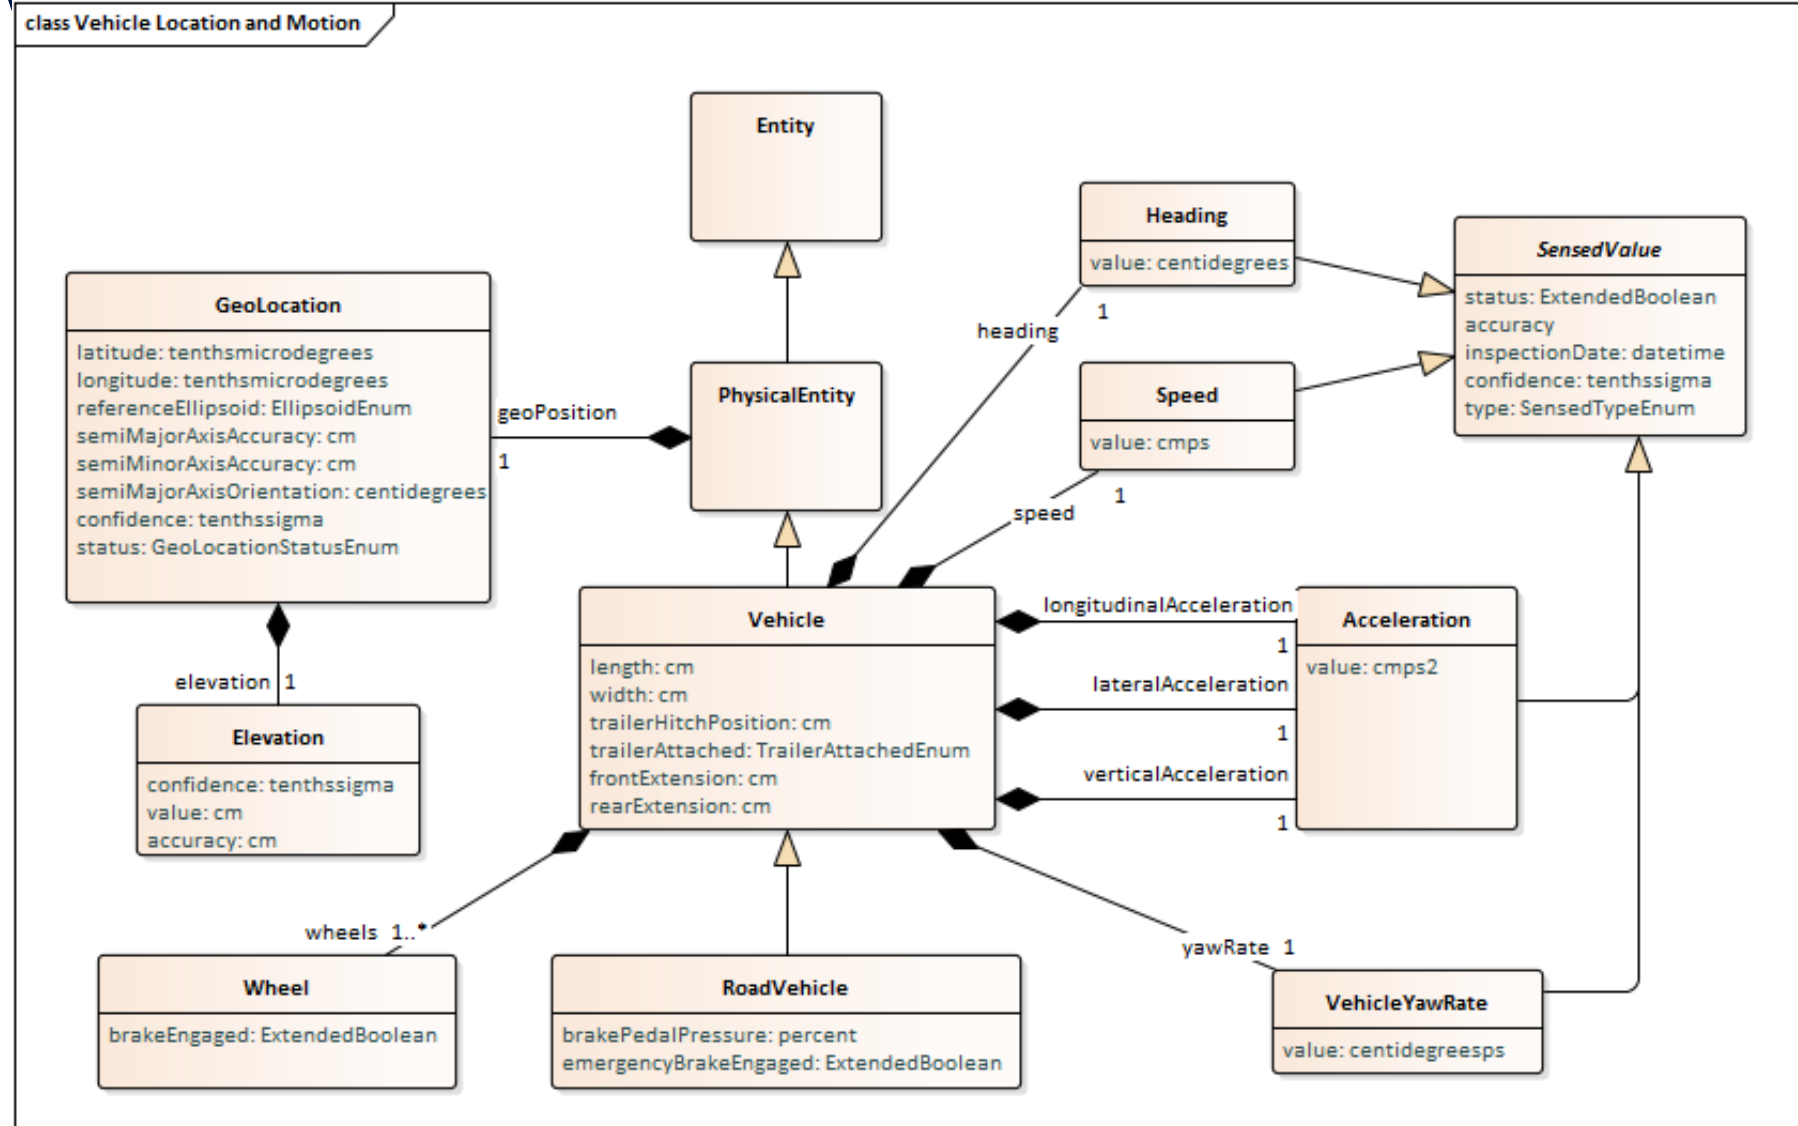 class Vehicle Location and Motion
Entity
Heading
value: centidegrees
1
heading
SensedValue
status: ExtendedBoolean
accuracy
inspectionDate: datetime
confidence: tenthssigma
type: SensedTypeEnum
GeoLocation
latitude: tenthsmicrodegrees
longitude: tenthsmicrodegrees
referenceEllipsoid: EllipsoidEnum
semiMajorAxisAccuracy: cm
semiMinorAxisAccuracy: cm
semiMajorAxisOrientation: centidegrees
confidence: tenthssigma
status: GeoLocationStatusEnum
geoPosition
1
PhysicalEntity
Speed
value: cmps
1
speed
Vehicle
length: cm
width: cm
trailerHitchPosition: cm
trailerAttached: TrailerAttachedEnum
frontExtension: cm
rearExtension: cm
longitudinalAcceleration
1
lateralAcceleration
1
verticalAcceleration
1
Acceleration
value: cmps2
elevation 1
Elevation
confidence: tenthssigma
value: cm
accuracy: cm
wheels 1..*
Wheel
brakeEngaged: ExtendedBoolean
RoadVehicle
brakePedalPressure: percent
emergencyBrakeEngaged: ExtendedBoolean
yawRate 1
VehicleYawRate
value: centidegreesps